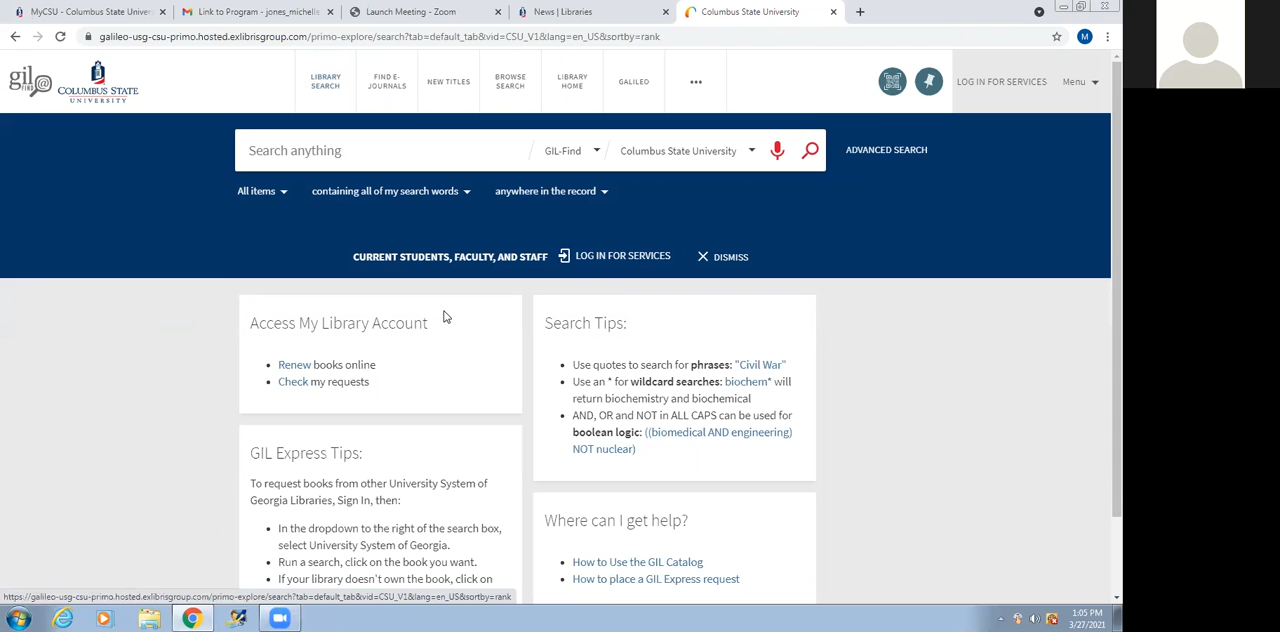 MyCSU - Columbus State Univer
Link to Program - jones_michelle
Launch Meeting - Zoom
News | Libraries
Columbus State University
galileo-usg-csu-primo.hosted.exlibrisgroup.com/primo-explore/search?tab=default_tab&vid=CSU_V1&lang=en_US&sortby=rank
M
gil
find
COLUMBUS STATE
UNIVERSITY
LIBRARY
SEARCH
FIND E-
JOURNALS
NEW TITLES
BROWSE
SEARCH
LIBRARY
HOME
GALILEO
LOG IN FOR SERVICES
Menu
Search anything
GIL-Find
Columbus State University
ADVANCED SEARCH
All items
containing all of my search words
anywhere in the record
CURRENT STUDENTS, FACULTY, AND STAFF
LOG IN FOR SERVICES
DISMISS
Access My Library Account
• Renew books online
• Check my requests
GIL Express Tips:
To request books from other University System of
Georgia Libraries, Sign In, then:
• In the dropdown to the right of the search box,
select University System of Georgia.
• Run a search, click on the book you want.
• If your library doesn't own the book, click on
Search Tips:
• Use quotes to search for phrases: "Civil War"
• Use an * for wildcard searches: biochem* will
return biochemistry and biochemical
• AND, OR and NOT in ALL CAPS can be used for
boolean logic: ((biomedical AND engineering)
NOT nuclear)
Where can I get help?
• How to Use the GIL Catalog
• How to place a GIL Express request
https://galileo-usg-csu-primo.hosted.exlibrisgroup.com/primo-explore/search?tab=default_tab&vid=CSU_V1&lang=en_US&sortby=rank
1:05 PM
3/27/2021